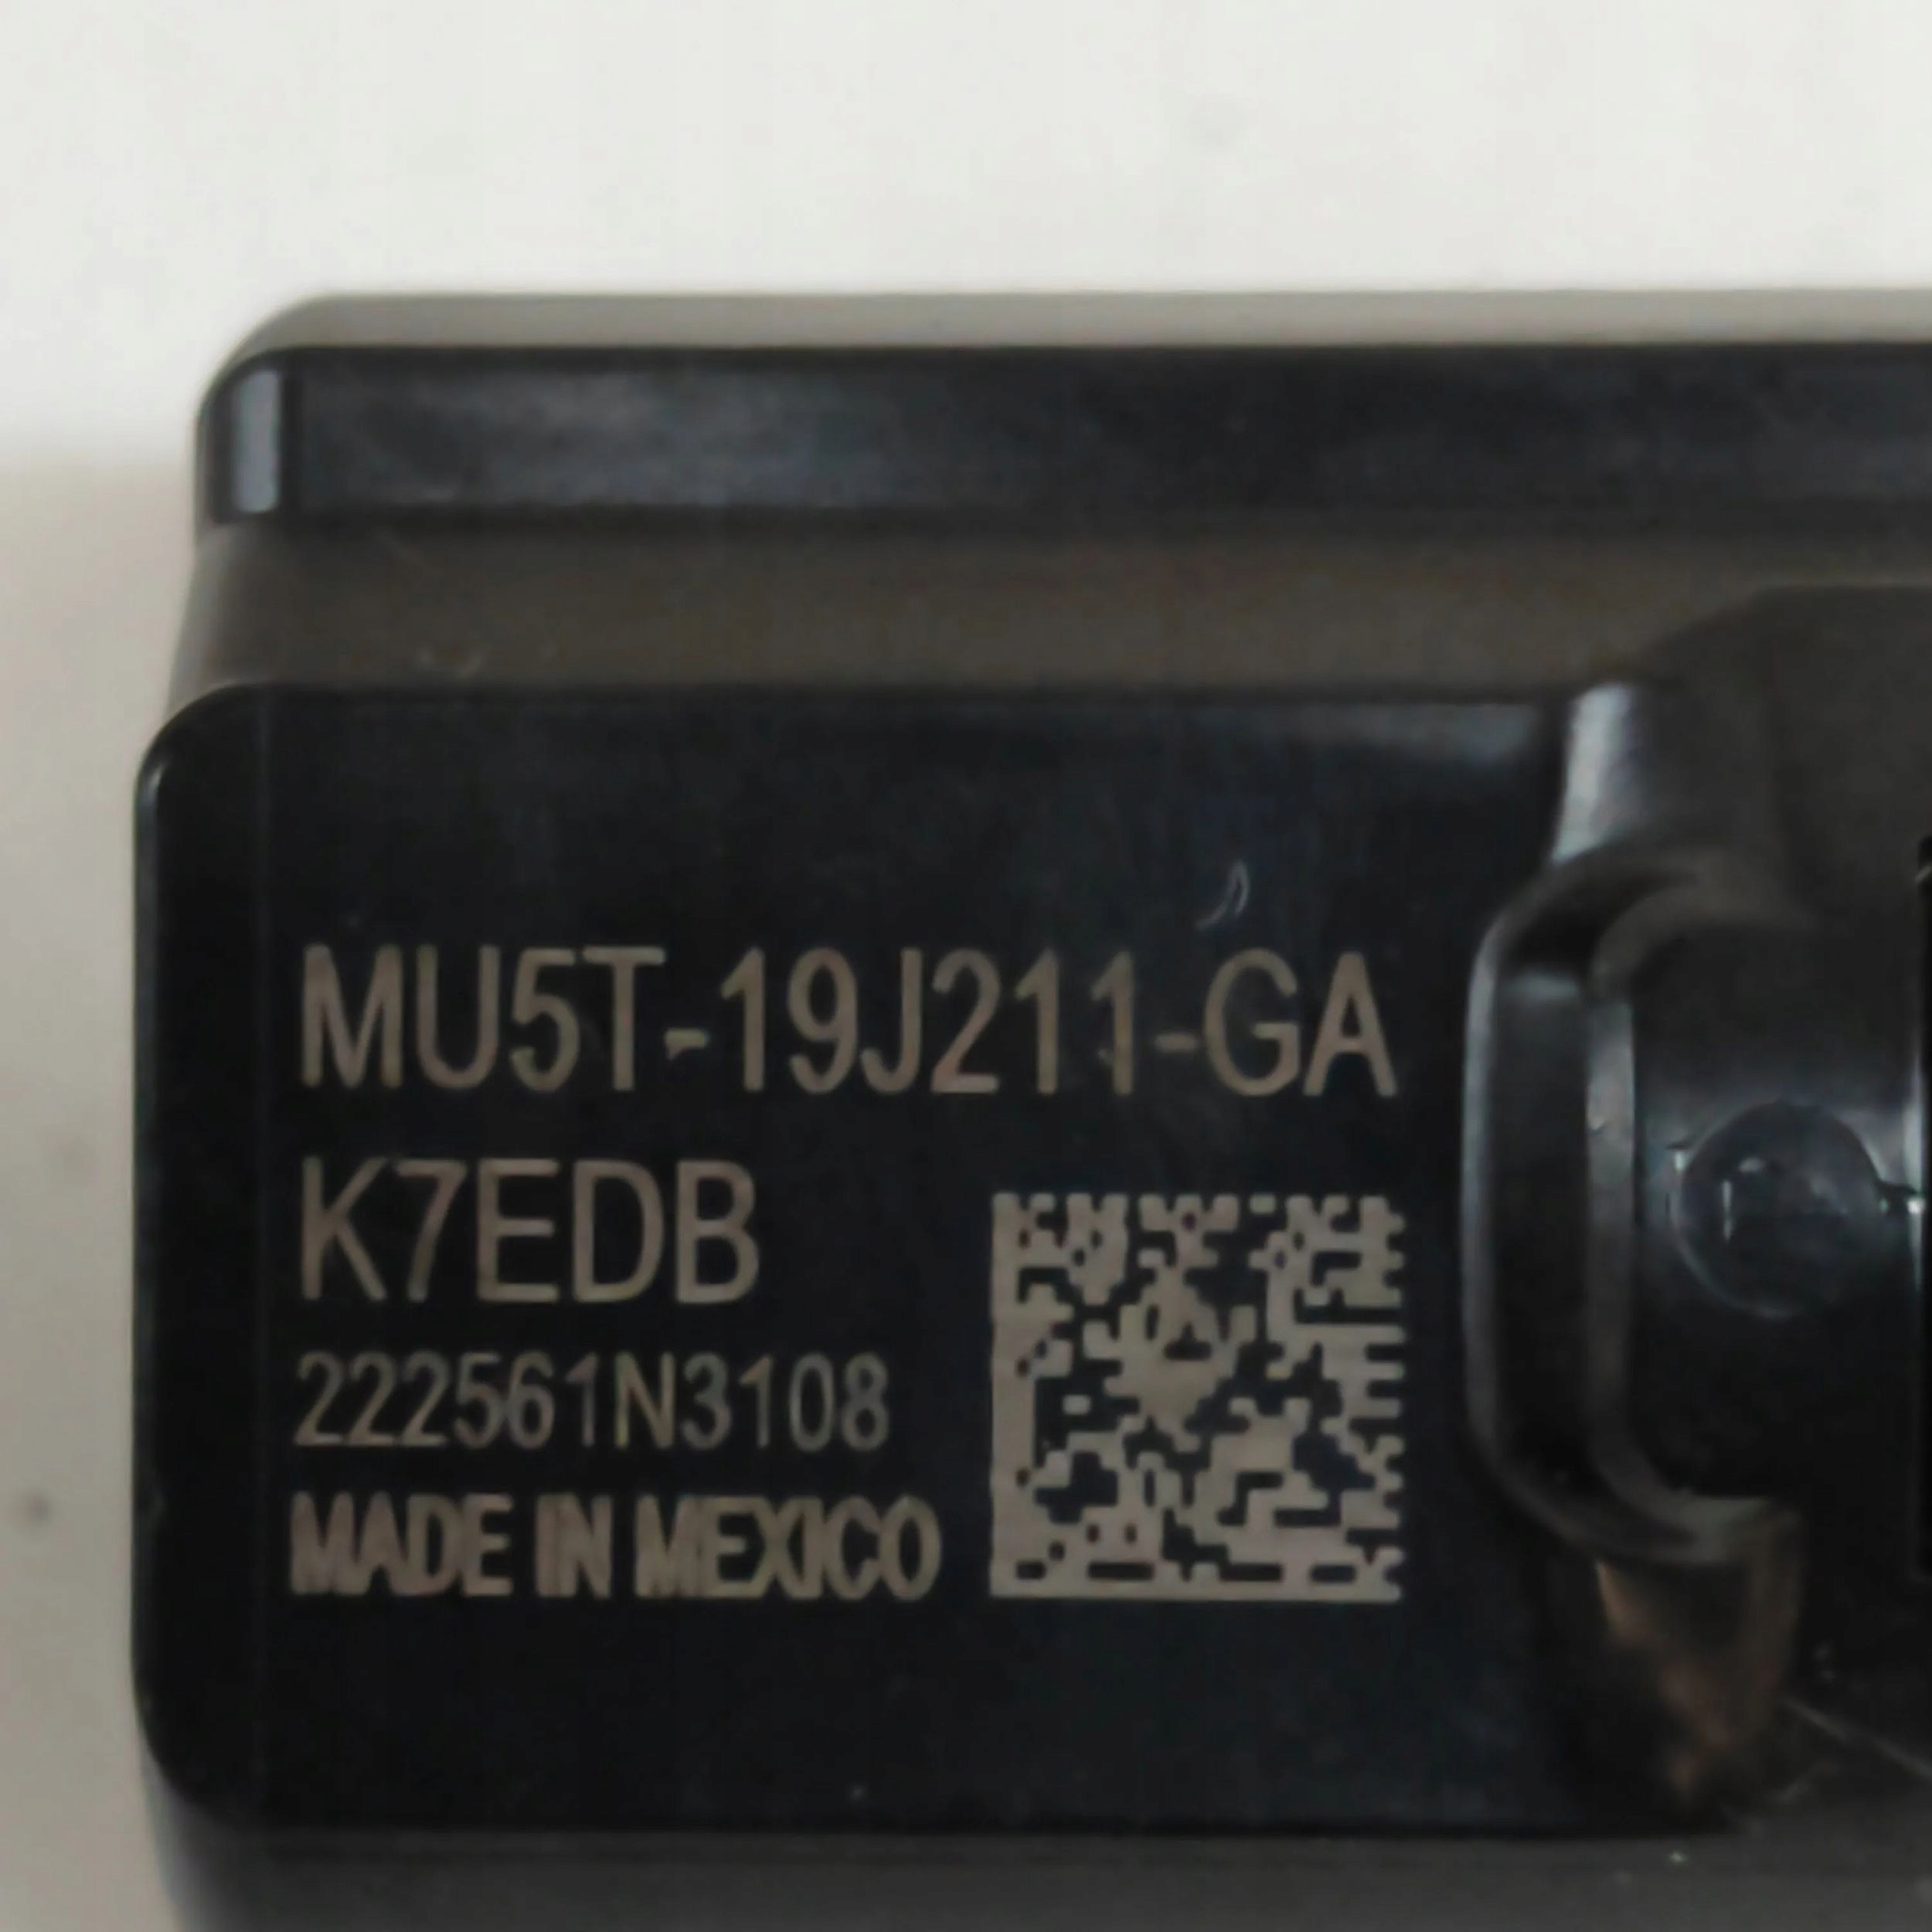 MU5T-19J211-GA
K7EDB
222561N3108
MADE IN MEXICO